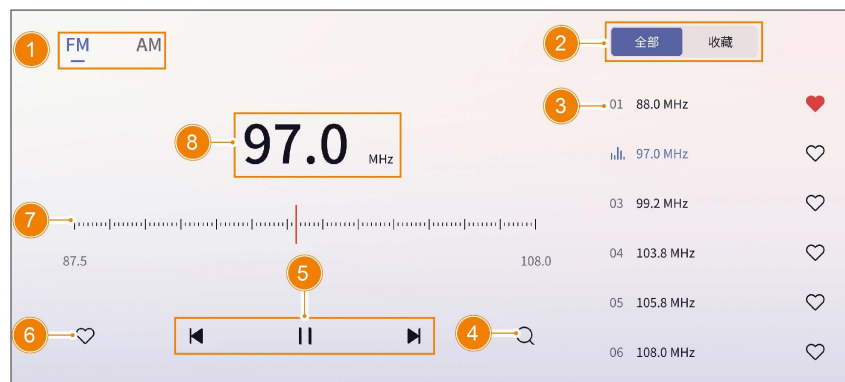 1
FM AM
2
全部 收藏
3
01 88.0 MHz
8
97.0 MHz
97.0 MHz
03 99.2 MHz
7
87.5 108.0
04 103.8 MHz
5
05 105.8 MHz
6
4
06 108.0 MHz